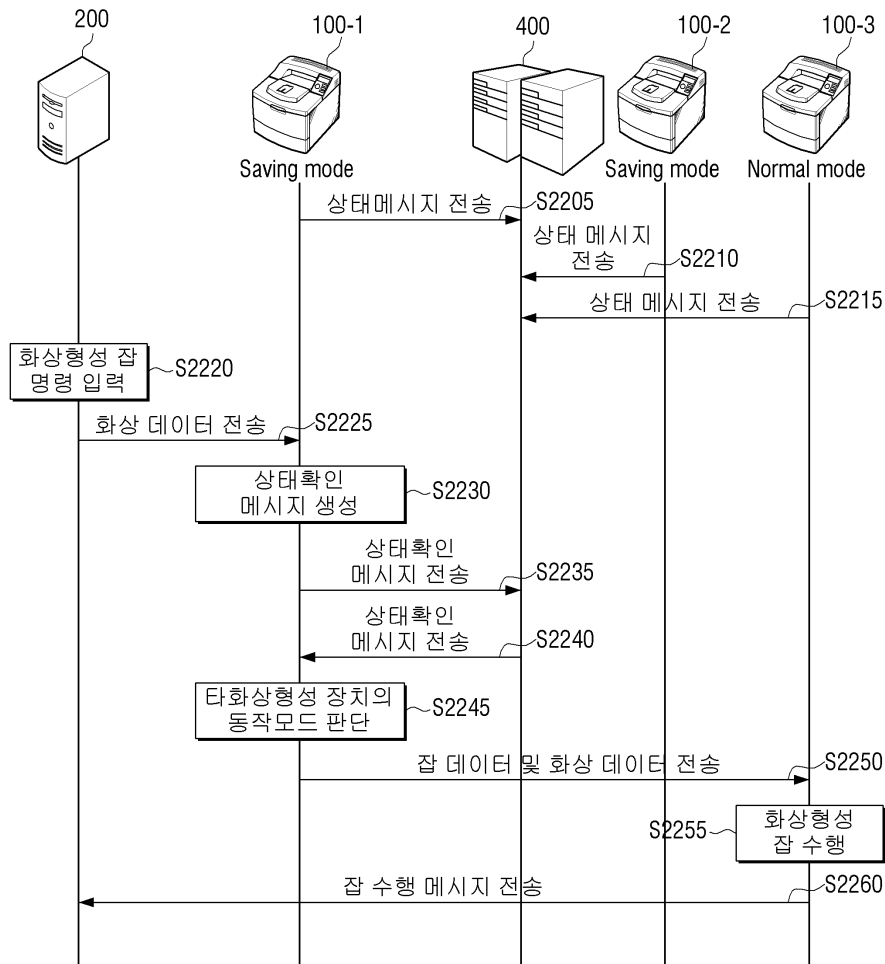 200
100-1
400
100-2
100-3
Saving mode
Saving mode
Normal mode
상태메시지 전송
S2205
상태 메시지
전송
S2210
상태 메시지 전송
S2215
화상형성 잡
명령 입력
S2220
화상 데이터 전송
S2225
상태확인
메시지 생성
S2230
상태확인
메시지 전송
S2235
상태확인
메시지 전송
S2240
타화상형성 장치의
동작모드 판단
S2245
잡 데이터 및 화상 데이터 전송
S2250
화상형성
잡 수행
S2255
잡 수행 메시지 전송
S2260